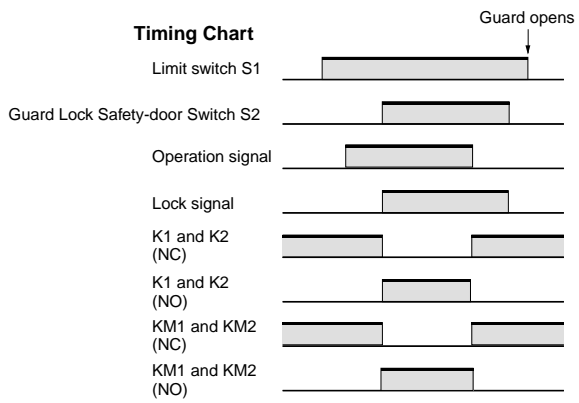 Guard opens
Timing Chart
Limit switch S1
Guard Lock Safety-door Switch S2
Operation signal
Lock signal
K1 and K2
(NC)
K1 and K2
(NO)
KM1 and KM2
(NC)
KM1 and KM2
(NO)